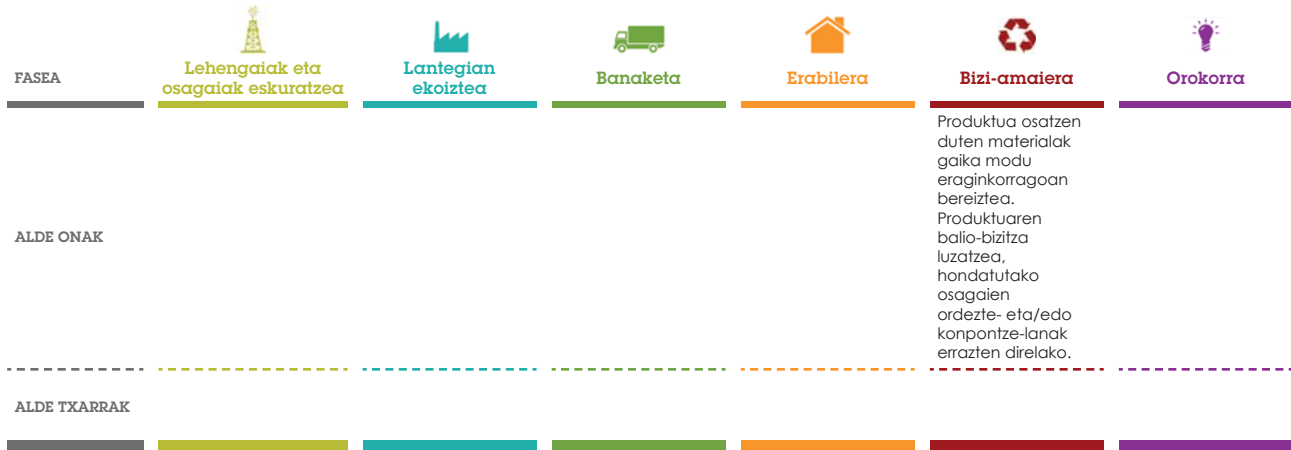 FASEA
Lehengaiak eta
osagaiak eskuratzea
Lantegian
ekoiztea
Banaketa
Erabilera
Bizi-amaiera
Orokorra
ALDE ONAK
Produktua osatzen
duten materialak
gaika modu
eraginkorragoan
bereiztea.
Produktuaren
balio-bizitza
luzatzea,
hondatutako
osagaien
ordezte- eta/edo
konpontze-lanak
errazten direlako.
ALDE TXARRAK